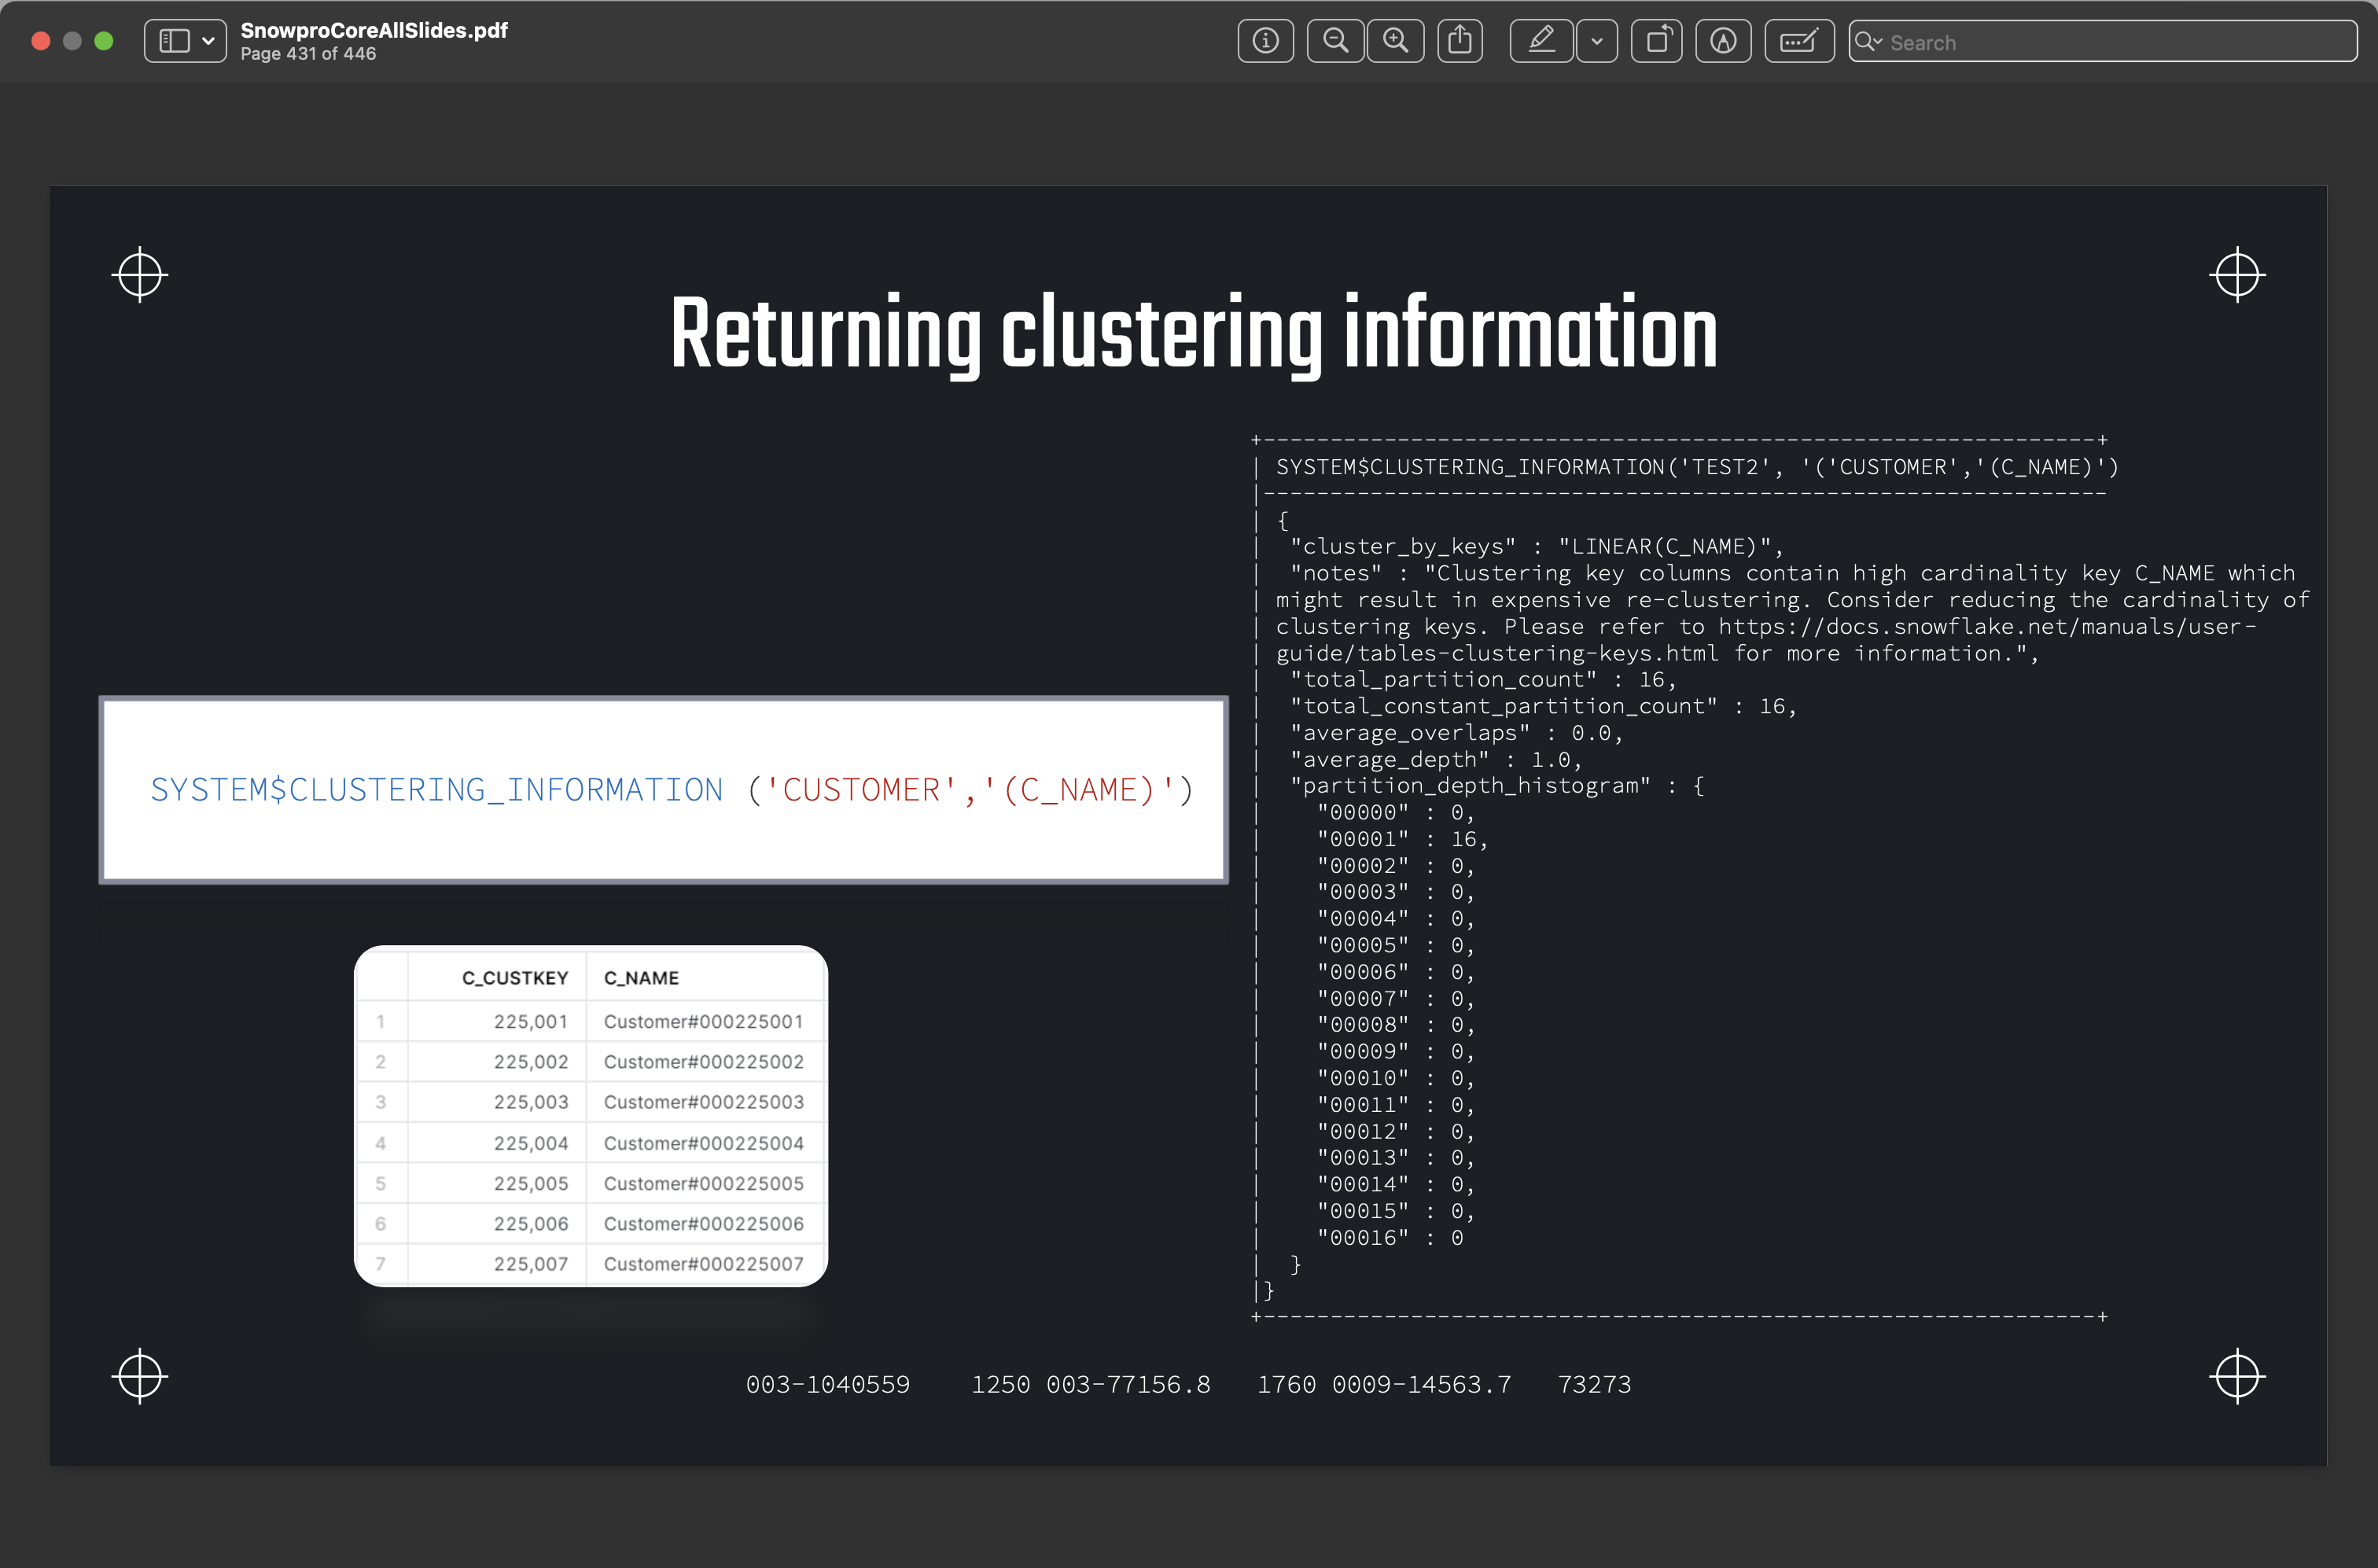 SnowproCoreAllSlides.pdf
Page 431 of 446
Search
Returning clustering information
SYSTEM$CLUSTERING_INFORMATION ('CUSTOMER','(C_NAME)')
C_CUSTKEY C_NAME
1 225,001 Customer#000225001
2 225,002 Customer#000225002
3 225,003 Customer#000225003
4 225,004 Customer#000225004
5 225,005 Customer#000225005
6 225,006 Customer#000225006
7 225,007 Customer#000225007
+--------------------------------------------------------------+
| SYSTEM$CLUSTERING_INFORMATION('TEST2', '('CUSTOMER','(C_NAME)')
|---------------------------------------------------------------
| {
| "cluster_by_keys" : "LINEAR(C_NAME)",
| "notes" : "Clustering key columns contain high cardinality key C_NAME which
| might result in expensive re-clustering. Consider reducing the cardinality of
| clustering keys. Please refer to https://docs.snowflake.net/manuals/user-
| guide/tables-clustering-keys.html for more information.",
| "total_partition_count" : 16,
| "total_constant_partition_count" : 16,
| "average_overlaps" : 0.0,
| "average_depth" : 1.0,
| "partition_depth_histogram" : {
| "00000" : 0,
| "00001" : 16,
| "00002" : 0,
| "00003" : 0,
| "00004" : 0,
| "00005" : 0,
| "00006" : 0,
| "00007" : 0,
| "00008" : 0,
| "00009" : 0,
| "00010" : 0,
| "00011" : 0,
| "00012" : 0,
| "00013" : 0,
| "00014" : 0,
| "00015" : 0,
| "00016" : 0
| }
|}
+--------------------------------------------------------------+
003-1040559 1250 003-77156.8 1760 0009-14563.7 73273